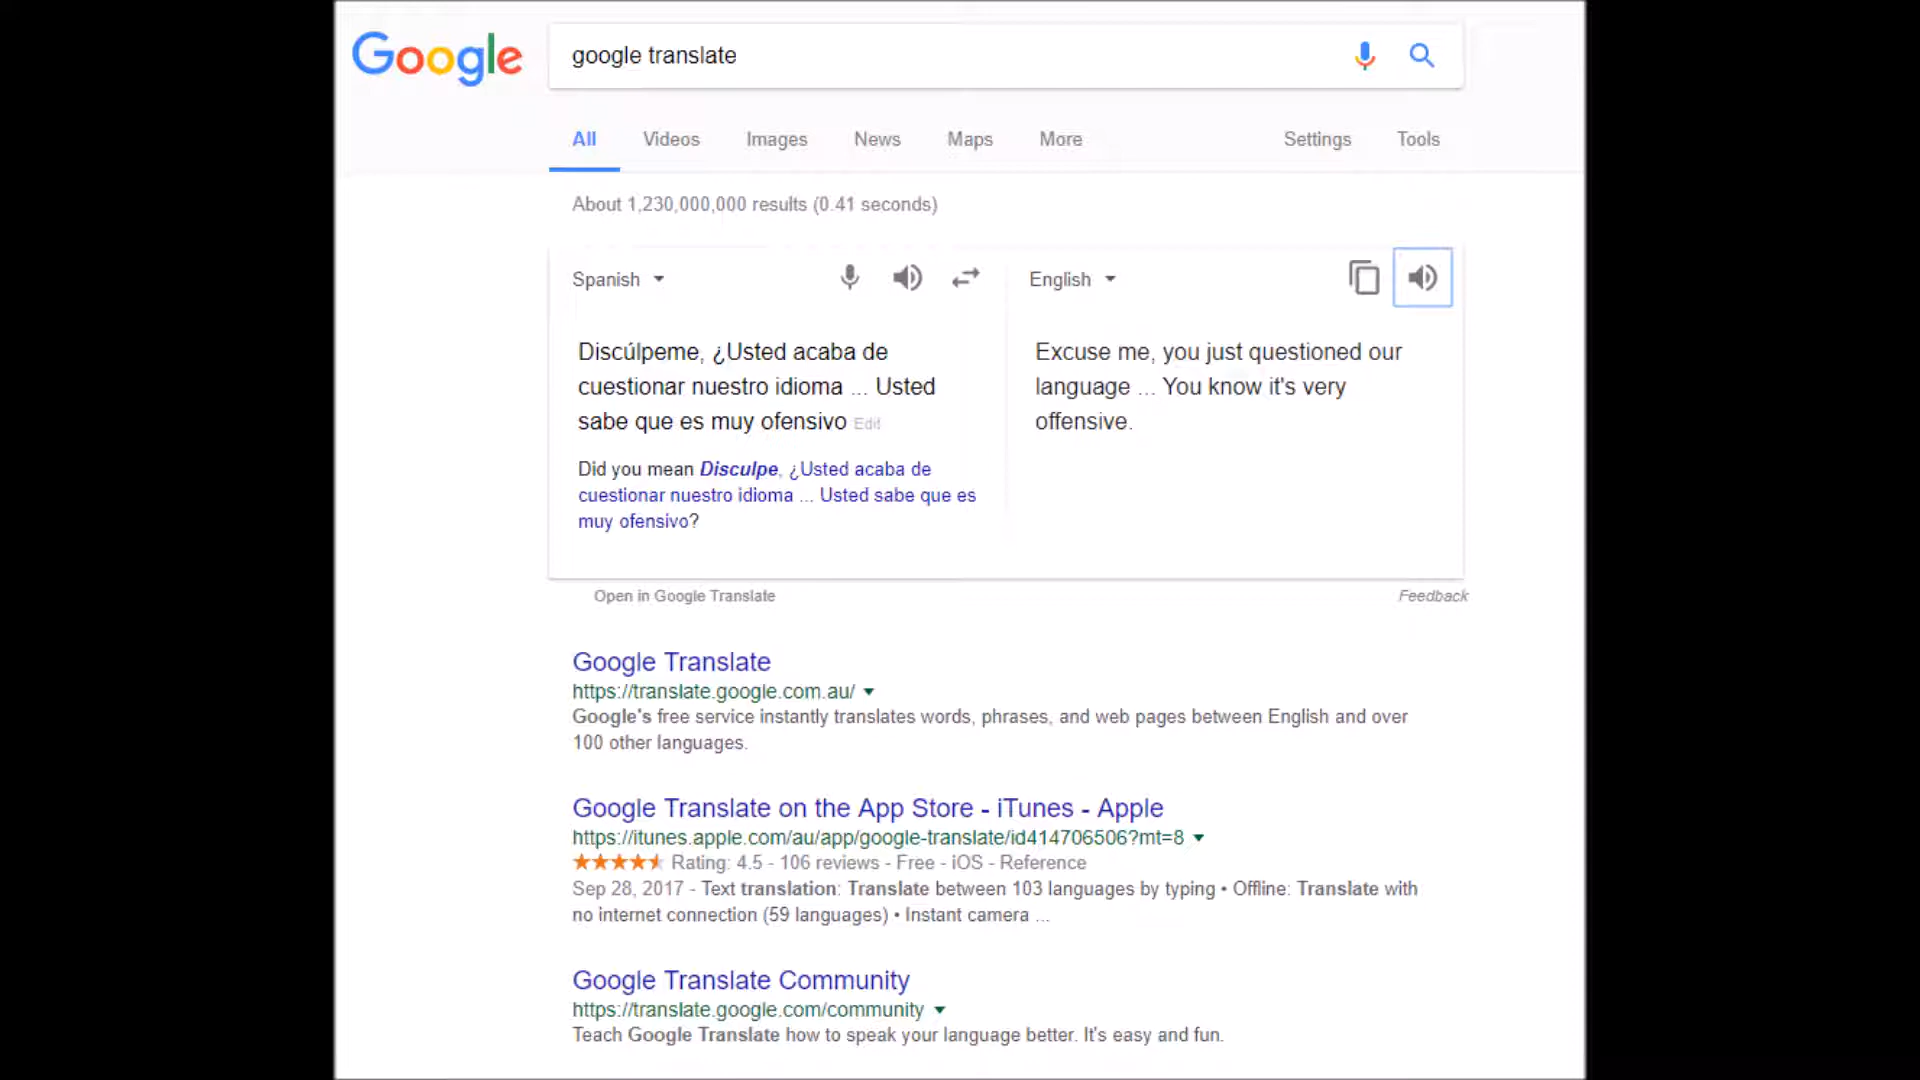 Google
google translate
All Videos Images News Maps More Settings Tools
About 1,230,000,000 results (0.41 seconds)
Spanish
English
Discúlpeme, ¿Usted acaba de
cuestionar nuestro idioma ... Usted
sabe que es muy ofensivo Edit
Did you mean Disculpe, ¿Usted acaba de
cuestionar nuestro idioma ... Usted sabe que es
muy ofensivo?
Excuse me, you just questioned our
language ... You know it's very
offensive.
Open in Google Translate
Feedback
Google Translate
https://translate.google.com.au/
Google's free service instantly translates words, phrases, and web pages between English and over
100 other languages.
Google Translate on the App Store - iTunes - Apple
https://itunes.apple.com/au/app/google-translate/id414706506?mt=8
Rating: 4.5 - 106 reviews - Free - iOS - Reference
Sep 28, 2017 - Text translation: Translate between 103 languages by typing • Offline: Translate with
no internet connection (59 languages) • Instant camera ...
Google Translate Community
https://translate.google.com/community
Teach Google Translate how to speak your language better. It's easy and fun.